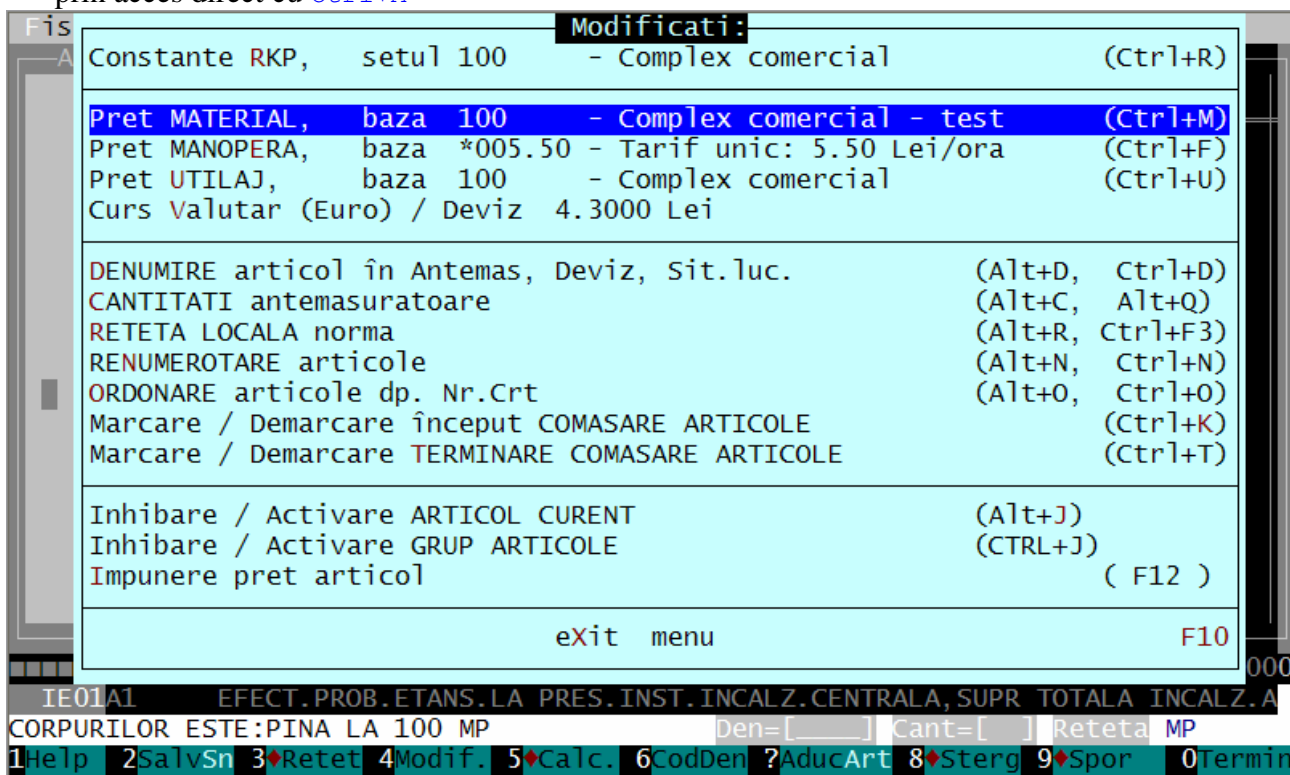 Fis
Modificati:
A
Constante RKP, setul 100 - Complex comercial (Ctrl+R)
Pret MATERIAL, baza 100 - Complex comercial - test (Ctrl+M)
Pret MANOPERA, baza *005.50 - Tarif unic: 5.50 Lei/ora (Ctrl+F)
Pret UTILAJ, baza 100 - Complex comercial (Ctrl+U)
Curs Valutar (Euro) / Deviz 4.3000 Lei
DENUMIRE articol în Antemas, Deviz, Sit.luc. (Alt+D, Ctrl+D)
CANTITATI antemasuratoare (Alt+C, Alt+Q)
RETETA LOCALA norma (Alt+R, Ctrl+F3)
RENUMEROTARE articole (Alt+N, Ctrl+N)
ORDONARE articole dp. Nr.Crt (Alt+O, Ctrl+O)
Marcare / Demarcare început COMASARE ARTICOLE (Ctrl+K)
Marcare / Demarcare TERMINARE COMASARE ARTICOLE (Ctrl+T)
Inhibare / Activare ARTICOL CURENT (Alt+J)
Inhibare / Activare GRUP ARTICOLE (CTRL+J)
Impunere pret articol ( F12 )
eXit menu F10
000
IE01A1 EFECT.PROB.ETANS.LA PRES.INST.INCALZ.CENTRALA,SUPR TOTALA INCALZ.A
CORPURILOR ESTE:PINA LA 100 MP Den=[____] Cant=[ ] Reteta MP
1Help 2SalvSn 3♦Retet 4Modif. 5♦Calc. 6CodDen ?AducArt 8♦Sterg 9♦Spor 0Termin